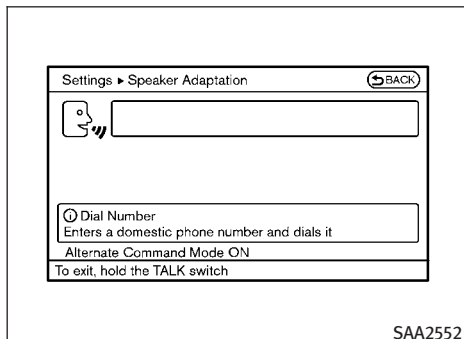 Settings ▸ Speaker Adaptation
BACK
Dial Number
Enters a domestic phone number and dials it
Alternate Command Mode ON
To exit, hold the TALK switch
SAA2552